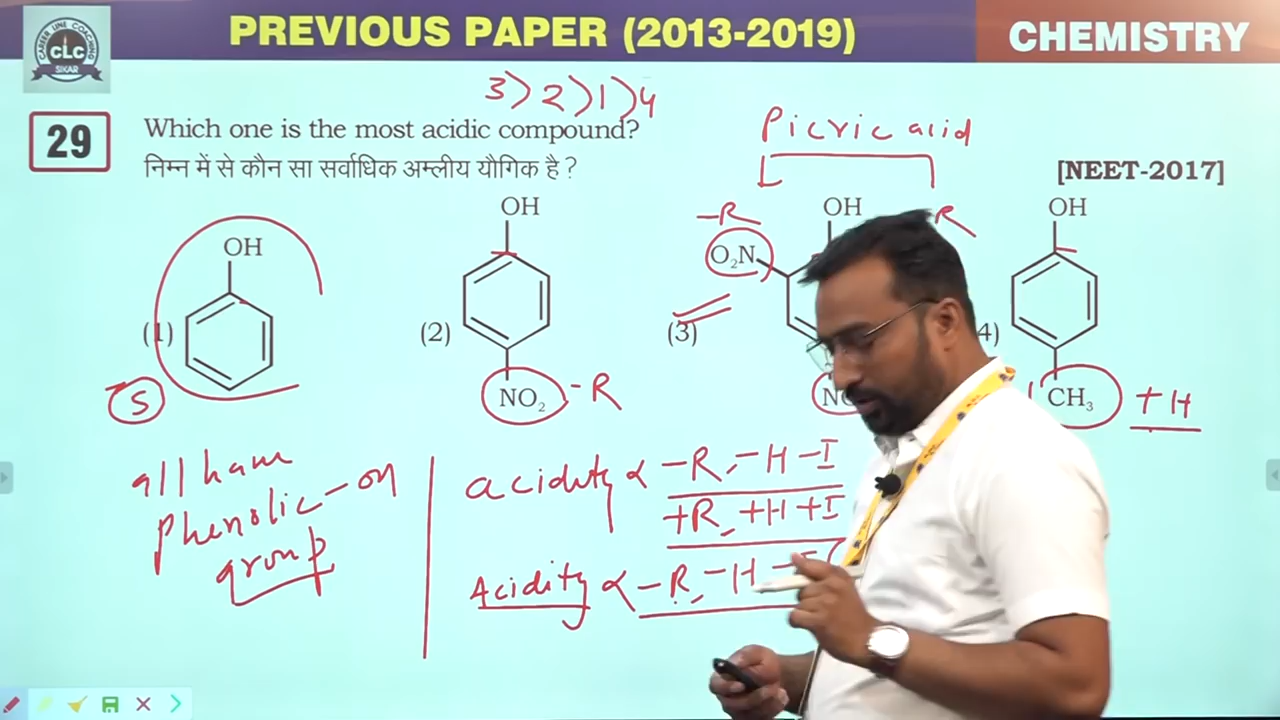 CAREER LINE COACHING
CLC
SIKAR
PREVIOUS PAPER (2013-2019)
CHEMISTRY
3>2>1>4
29
Which one is the most acidic compound?
निम्न में से कौन सा सर्वाधिक अम्लीय यौगिक है ?
[NEET-2017]
Picric acid
(1)
OH
S
(2)
OH
NO₂
-R
(3)
-R
OH
R
O₂N
4)
OH
CH₃
+H
all have
Phenolic-OH
group
acidity ∝ -R, -H -I
+R, +H +I
Acidity ∝ -R, -H